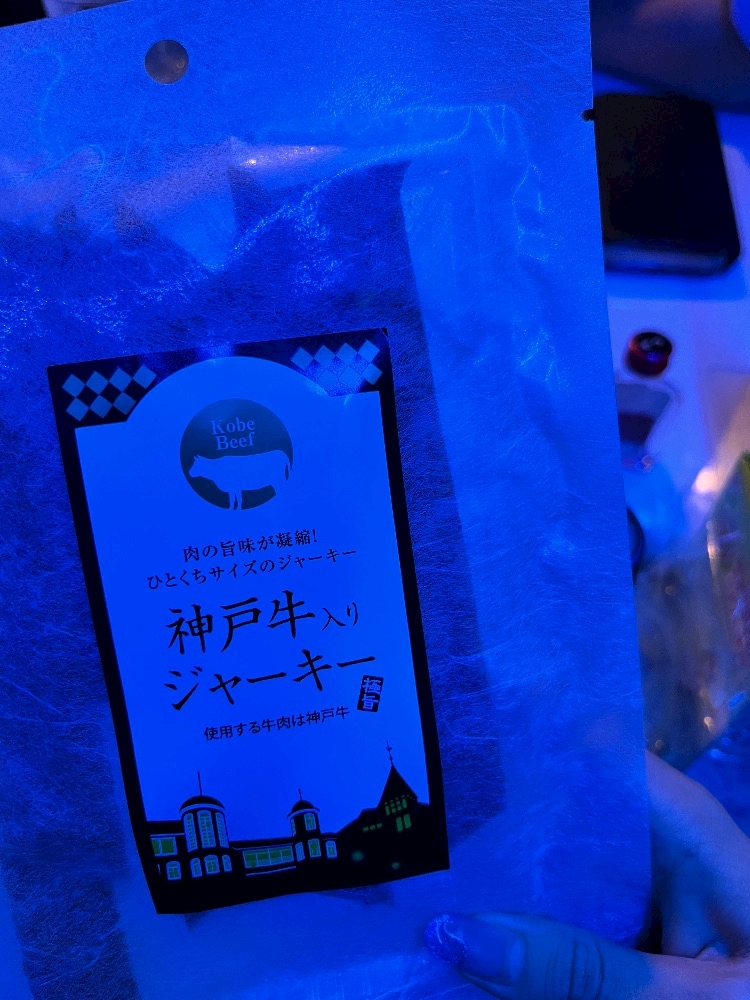 Kobe
Beef
肉の旨味が凝縮!
ひとくちサイズのジャーキー
神戸牛入り
ジャーキー
極旨
使用する牛肉は神戸牛